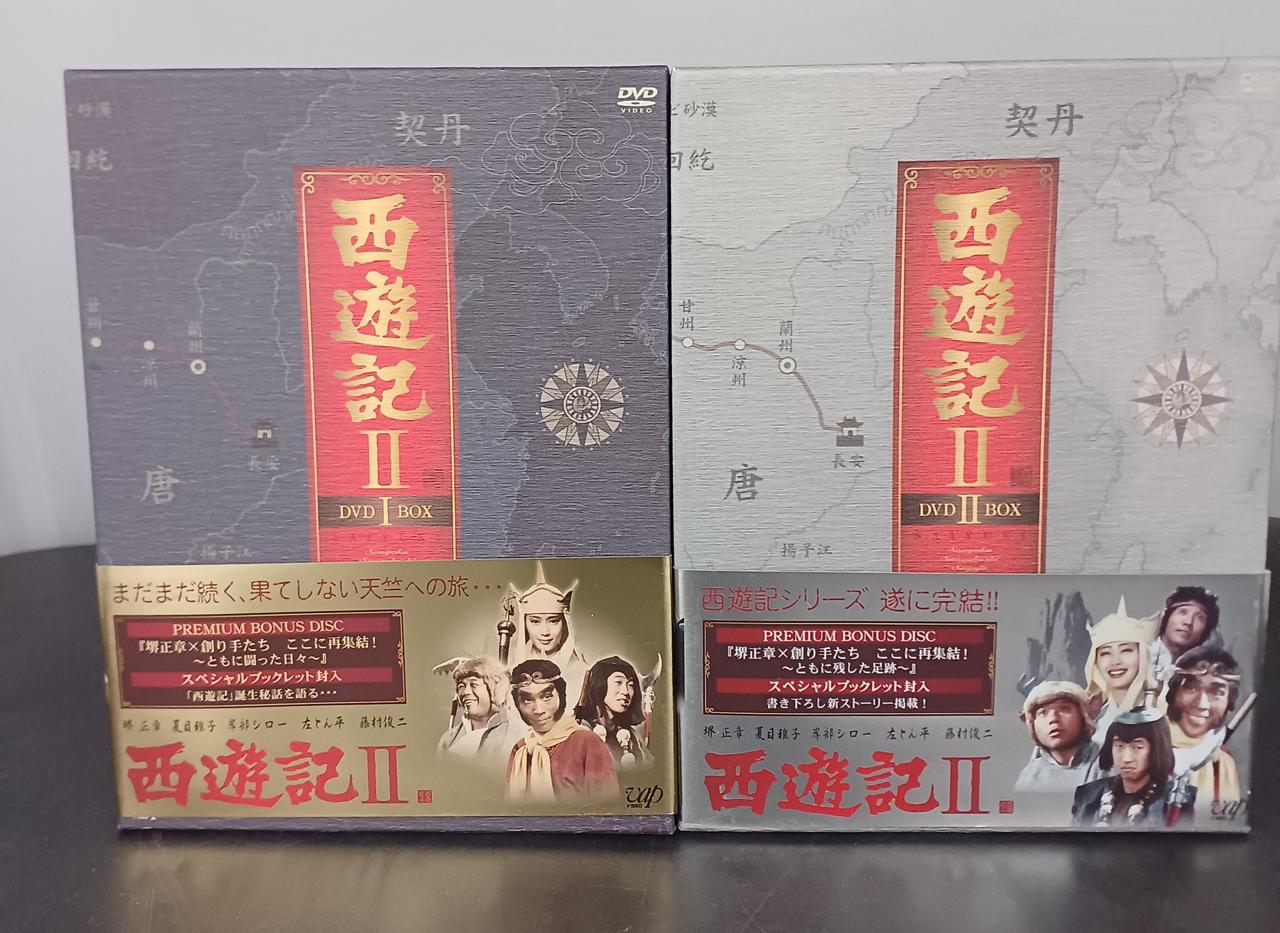 DVD
VIDEO
砂漠
回紇
契丹
西遊記
II
DVD I BOX
甘州
涼州
蘭州
長安
唐
揚子江
まだまだ続く、果てしない天竺への旅・・・
PREMIUM BONUS DISC
『堺正章×創り手たち ここに再集結!
~ともに闘った日々~』
スペシャルブックレット封入
「西遊記」誕生秘話を語る・・・
堺正章 夏目雅子 岸部シロー 左とん平 藤村俊二
西遊記II
vap
VIDEO
DVD
ビ砂漠
回紇
契丹
西遊記
II
DVD II BOX
甘州
涼州
蘭州
長安
唐
揚子江
西遊記シリーズ 遂に完結!!
PREMIUM BONUS DISC
『堺正章×創り手たち ここに再集結!
~ともに残した足跡~』
スペシャルブックレット封入
書き下ろし新ストーリー掲載!
堺正章 夏目雅子 岸部シロー 左とん平 藤村俊二
西遊記II
vap